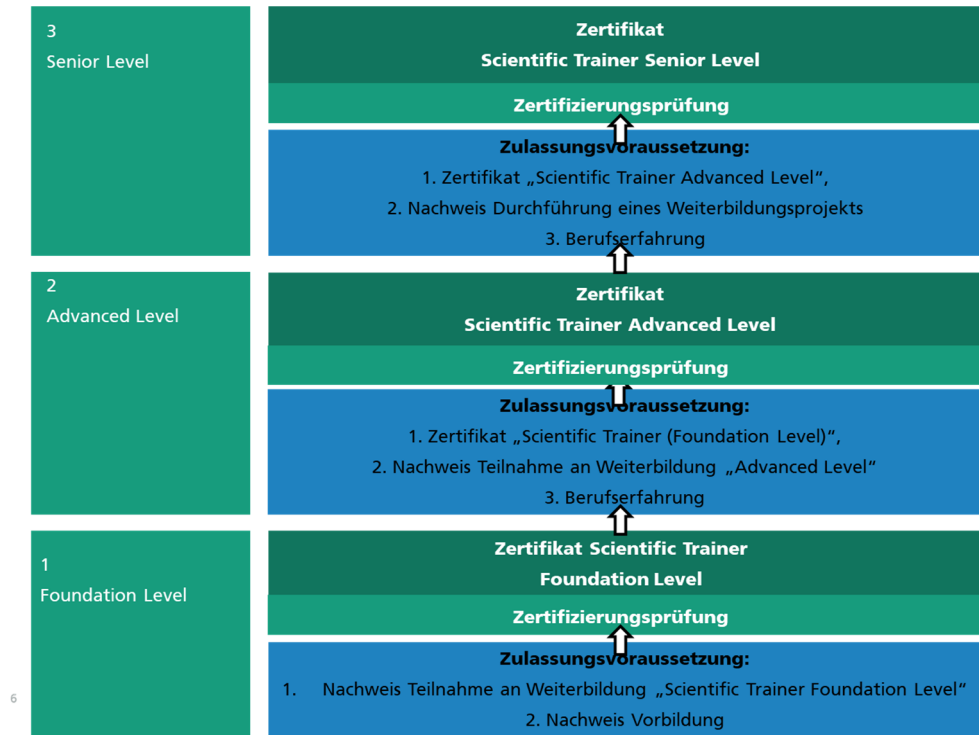 3
Senior Level
Zertifikat
Scientific Trainer Senior Level
Zertifizierungsprüfung
Zulassungsvoraussetzung:
1. Zertifikat „Scientific Trainer Advanced Level“,
2. Nachweis Durchführung eines Weiterbildungsprojekts
3. Berufserfahrung
2
Advanced Level
Zertifikat
Scientific Trainer Advanced Level
Zertifizierungsprüfung
Zulassungsvoraussetzung:
1. Zertifikat „Scientific Trainer (Foundation Level)“,
2. Nachweis Teilnahme an Weiterbildung „Advanced Level“
3. Berufserfahrung
1
Foundation Level
Zertifikat Scientific Trainer
Foundation Level
Zertifizierungsprüfung
Zulassungsvoraussetzung:
1. Nachweis Teilnahme an Weiterbildung „Scientific Trainer Foundation Level“
2. Nachweis Vorbildung
6